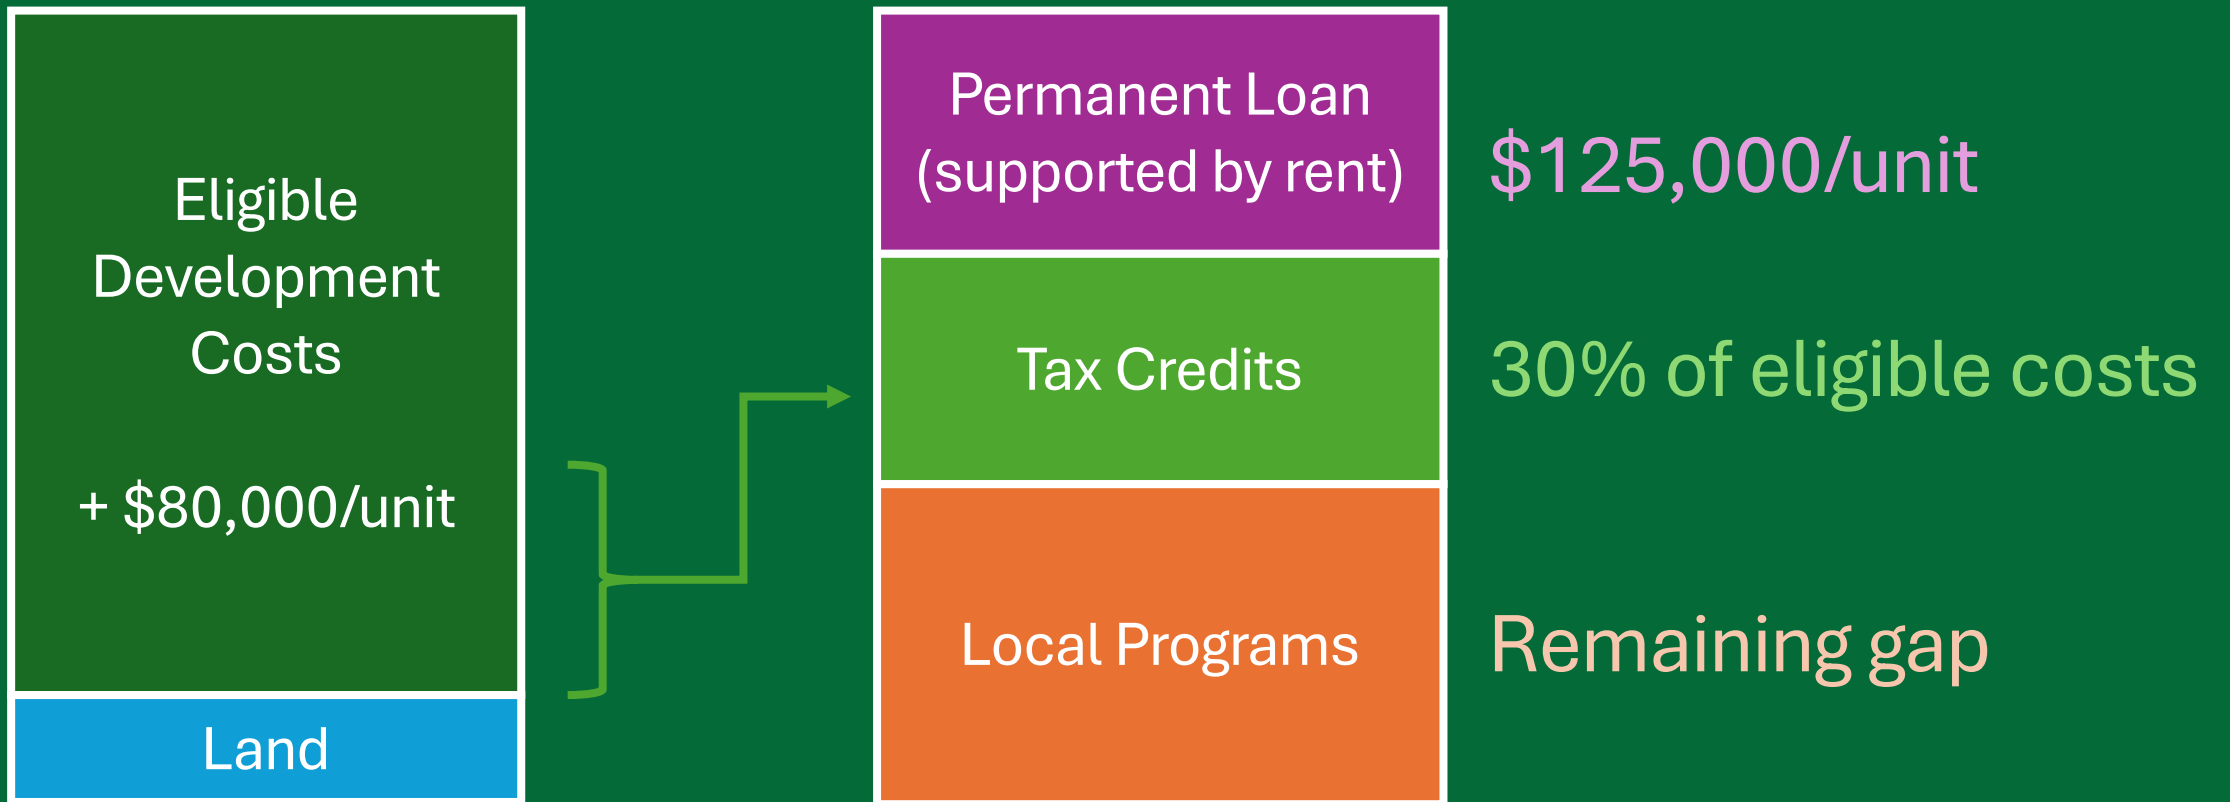 Eligible
Development
Costs
+ $80,000/unit
Land
Permanent Loan
(supported by rent)
Tax Credits
Local Programs
$125,000/unit
30% of eligible costs
Remaining gap